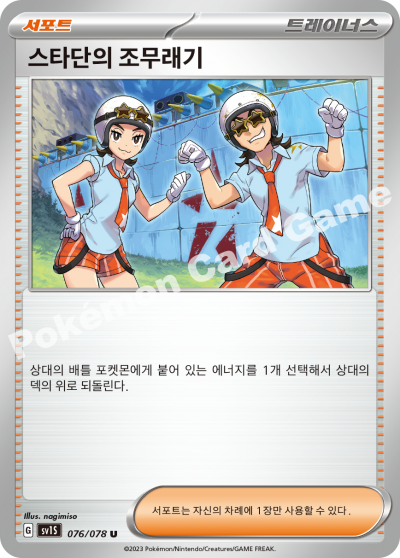 서포트
트레이너스
스타단의 조무래기
Pokémon Card Game
상대의 배틀 포켓몬에게 붙어 있는 에너지를 1개 선택해서 상대의
덱의 위로 되돌린다.
Illus. nagimiso
G sv1S 076/078 U
서포트는 자신의 차례에 1장만 사용할 수 있다.
©2023 Pokémon/Nintendo/Creatures/GAME FREAK.